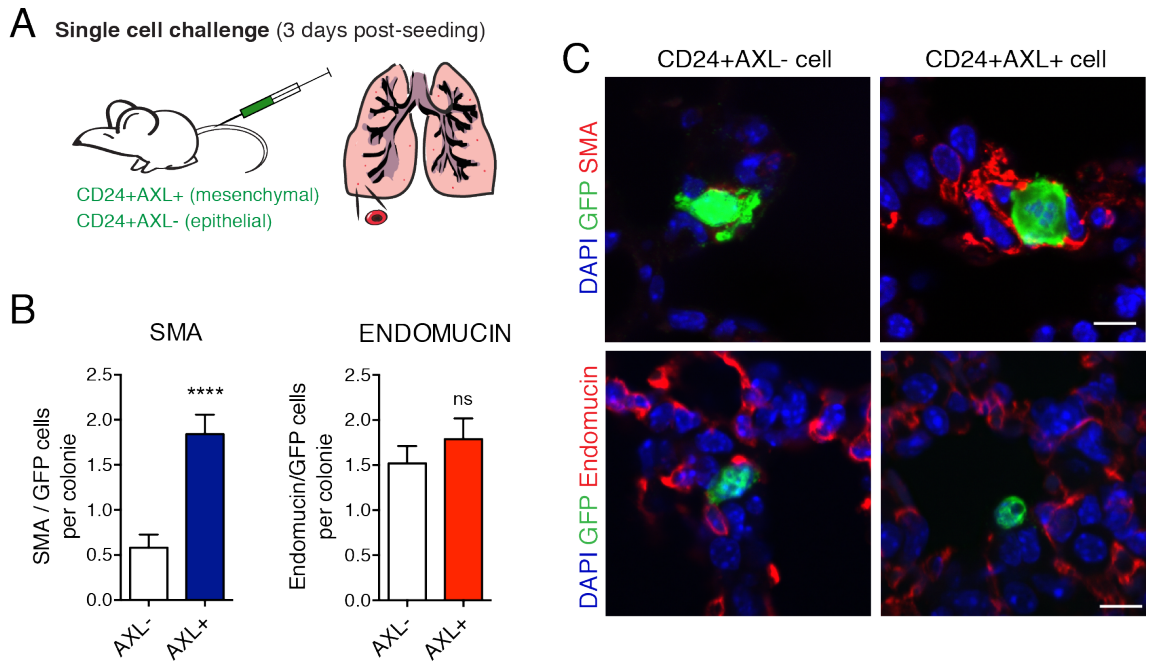 A
Single cell challenge (3 days post-seeding)
CD24+AXL+ (mesenchymal)
CD24+AXL- (epithelial)
B
SMA
SMA / GFP cells
per colonie
2.5
2.0
1.5
1.0
0.5
0.0
****
AXL-
AXL+
ENDOMUCIN
Endomucin/GFP cells
per colonie
2.5
2.0
1.5
1.0
0.5
0.0
ns
AXL-
AXL+
C
CD24+AXL- cell
CD24+AXL+ cell
DAPI GFP SMA
DAPI GFP Endomucin